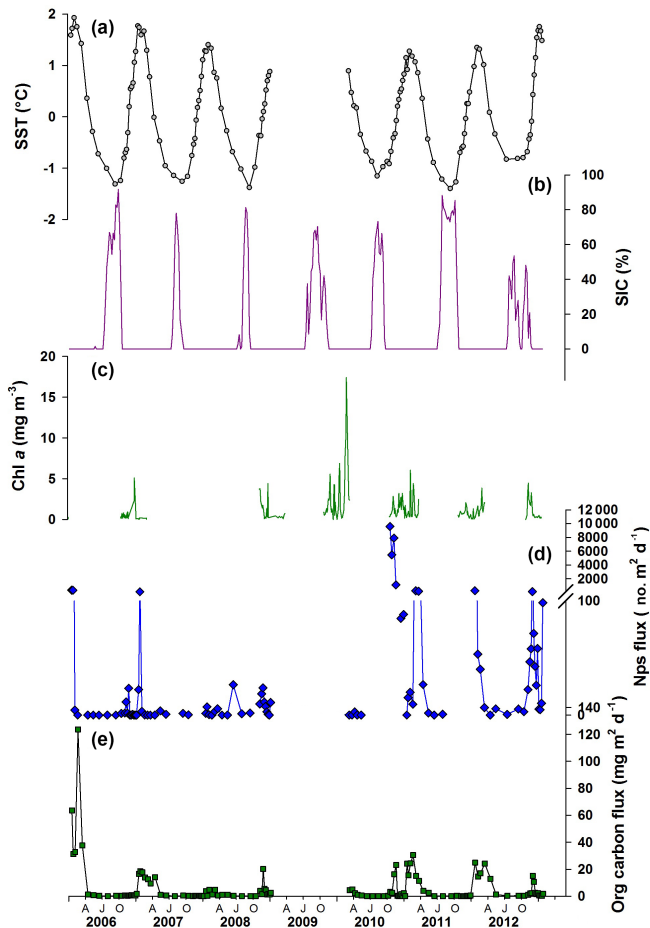 (a)
SST (°C)
2
1
0
-1
-2
(b)
SIC (%)
100
80
60
40
20
0
(c)
Chl a (mg m-3)
20
15
10
5
0
(d)
Nps flux ( no. m2 d-1)
12 000
10 000
8000
6000
4000
2000
100
0
(e)
Org carbon flux (mg m2 d-1)
140
120
100
80
60
40
20
0
A J O A J O A J O A J O A J O A J O A J O
2006 2007 2008 2009 2010 2011 2012